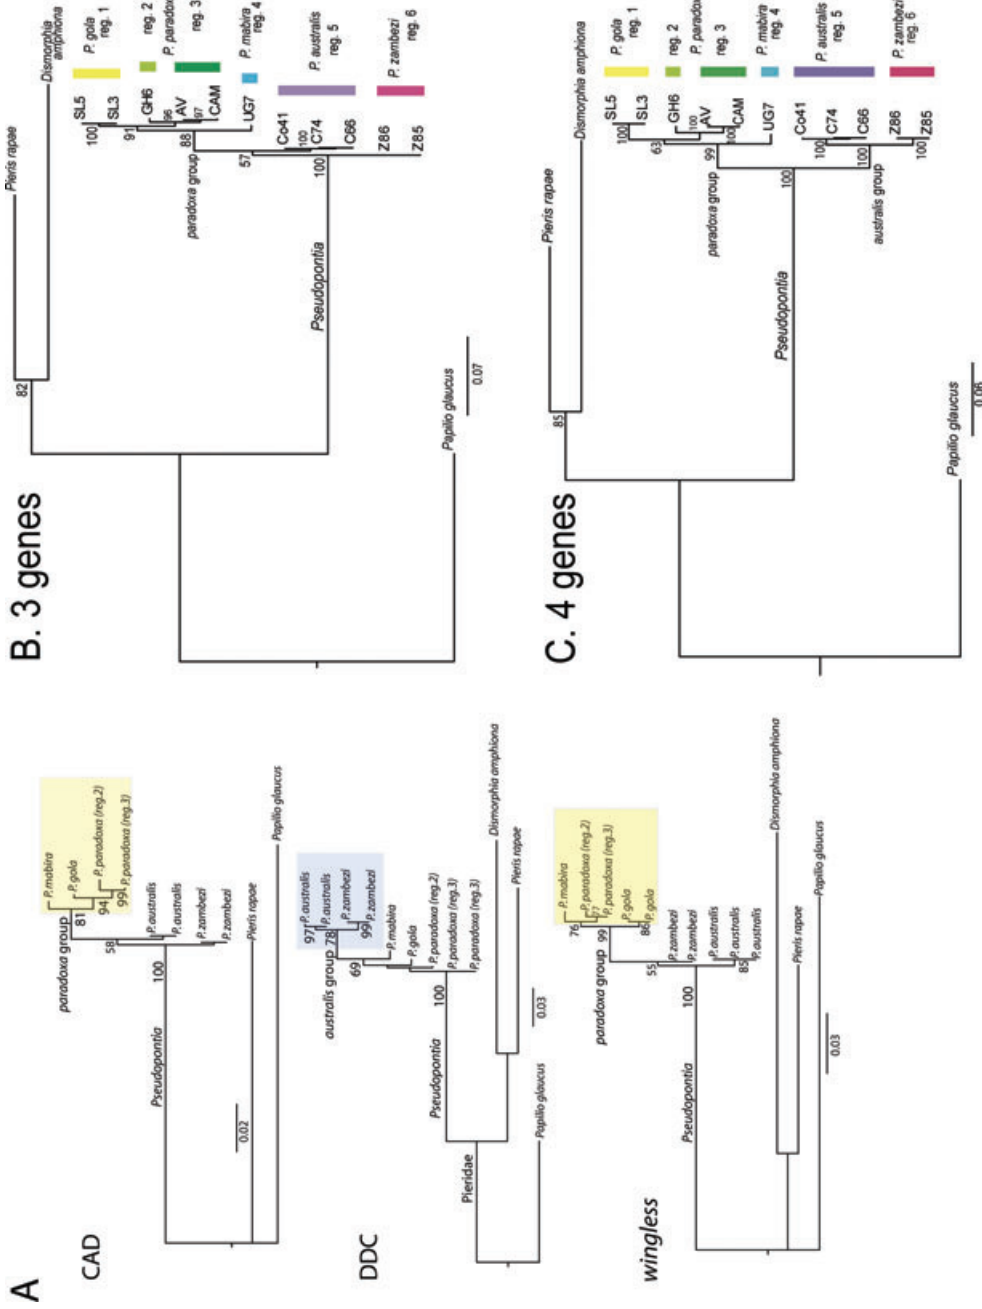 A
CAD
Pseudopontia
100
paradoxa group
58
81
94
99
P. mabira
P. gola
P. paradoxa (reg.2)
P. paradoxa (reg.3)
P. australis
P. australis
P. zambezi
P. zambezi
Pieris rapae
Papilio glaucus
0.02
DDC
Pieridae
Pseudopontia
100
australis group
69
78
97
99
P. australis
P. australis
P. zambezi
P. zambezi
P. mabira
P. gola
P. paradoxa (reg.2)
P. paradoxa (reg.3)
P. paradoxa (reg.3)
Dismorphia amphiona
Pieris rapae
Papilio glaucus
0.03
wingless
Pseudopontia
100
paradoxa group
55
99
76
77
86
85
P. mabira
P. paradoxa (reg.2)
P. paradoxa (reg.3)
P. gola
P. gola
P. zambezi
P. zambezi
P. australis
P. australis
P. australis
Dismorphia amphiona
Pieris rapae
Papilio glaucus
0.03
B. 3 genes
82
Pieris rapae
Dismorphia
amphiona
Pseudopontia
100
57
paradoxa group
88
91
100
96
97
100
SL5
SL3
GH6
AV
CAM
UG7
Co41
C74
C66
Z86
Z85
P. gola
reg. 1
reg. 2
P. paradox
reg. 3
P. mabira
reg. 4
P. australis
reg. 5
P. zambezi
reg. 6
Papilio glaucus
0.07
C. 4 genes
85
Pieris rapae
Dismorphia amphiona
Pseudopontia
100
paradoxa group
99
63
100
100
100
australis group
100
100
100
SL5
SL3
GH6
AV
CAM
UG7
Co41
C74
C66
Z86
Z85
P. gola
reg. 1
reg. 2
P. paradox
reg. 3
P. mabira
reg. 4
P. australis
reg. 5
P. zambezi
reg. 6
Papilio glaucus
0.06